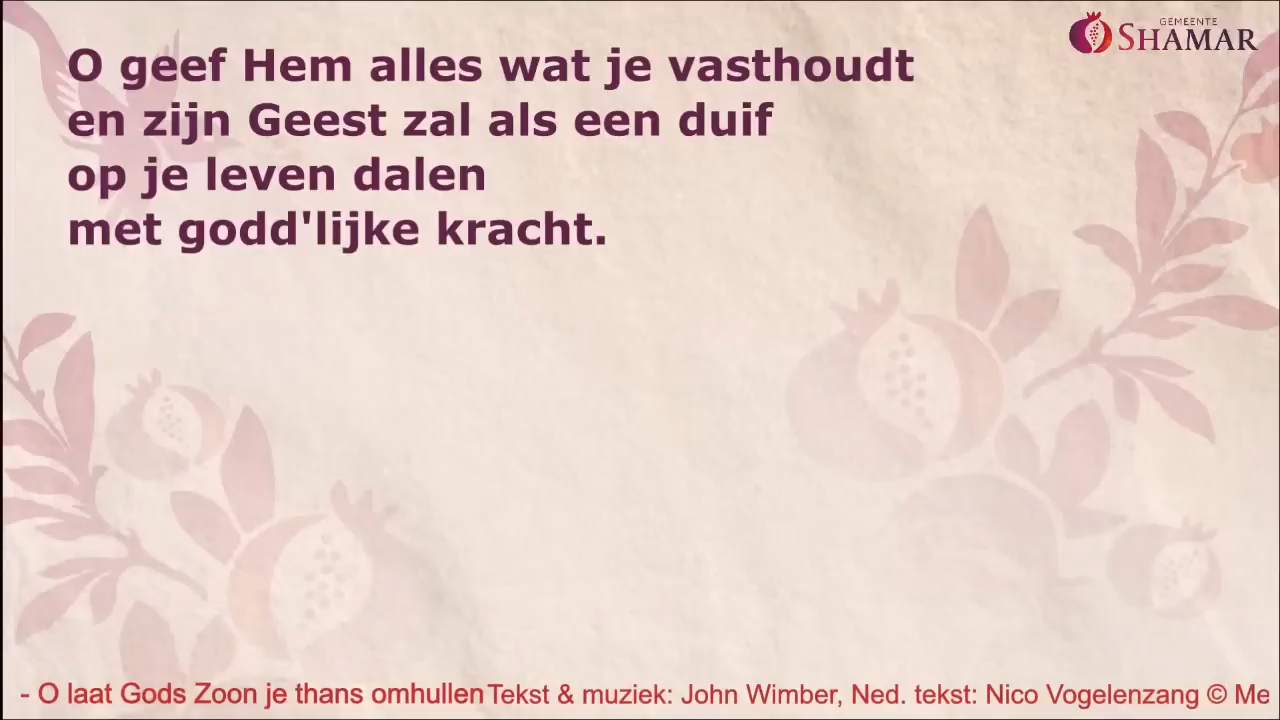 GEMEENTE
SHAMAR
O geef Hem alles wat je vasthoudt
en zijn Geest zal als een duif
op je leven dalen
met godd'lijke kracht.
- O laat Gods Zoon je thans omhullen Tekst & muziek: John Wimber, Ned. tekst: Nico Vogelenzang © Me